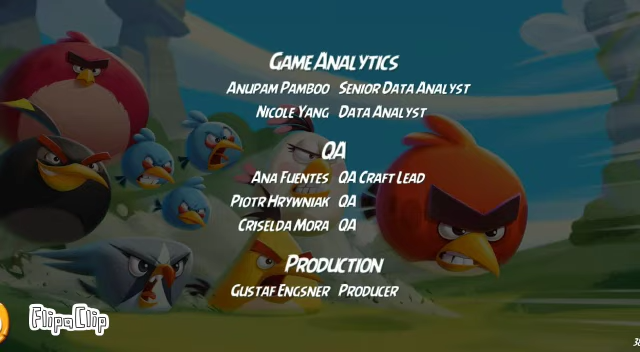 Game Analytics
Anupam Pamboo Senior Data Analyst
Nicole Yang Data Analyst
QA
Ana Fuentes QA Craft Lead
Piotr Hrywniak QA
Criselda Mora QA
Production
Gustaf Engsner Producer
FlipaClip